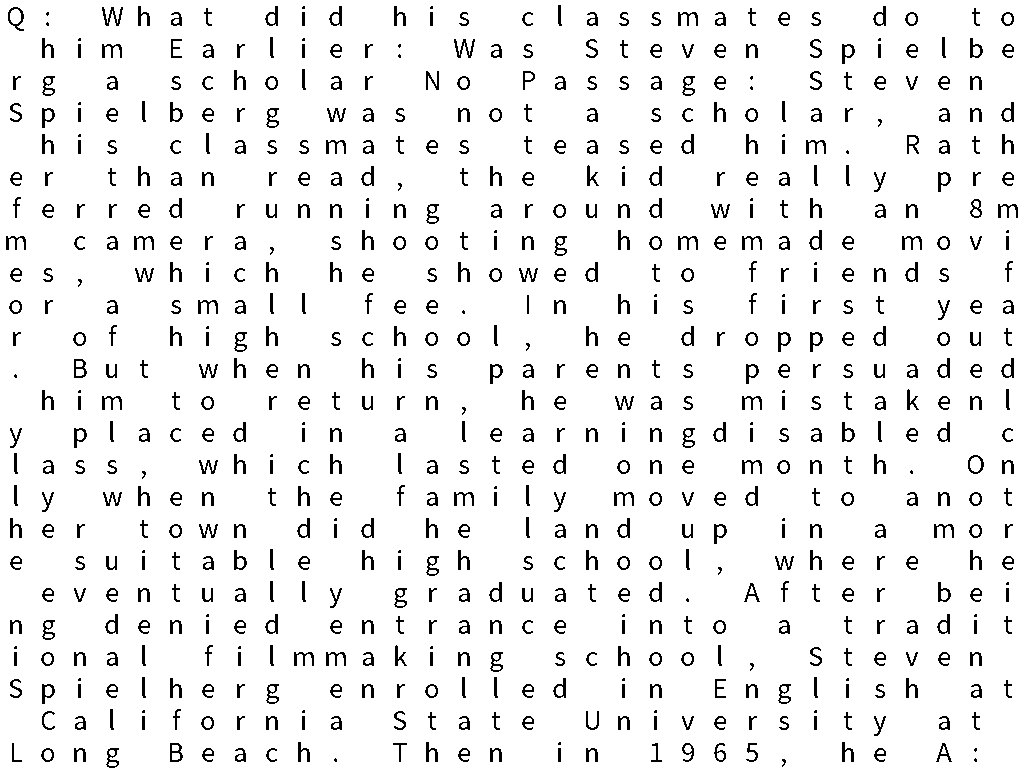 Q: What did his classmates do to
him Earlier: Was Steven Spielbe
rg a scholar No Passage: Steven
Spielberg was not a scholar, and
his classmates teased him. Rath
er than read, the kid really pre
ferred running around with an 8m
m camera, shooting homemade movi
es, which he showed to friends f
or a small fee. In his first yea
r of high school, he dropped out
. But when his parents persuaded
him to return, he was mistakenl
y placed in a learningdisabled c
lass, which lasted one month. On
ly when the family moved to anot
her town did he land up in a mor
e suitable high school, where he
eventually graduated. After bei
ng denied entrance into a tradit
ional filmmaking school, Steven
Spielherg enrolled in English at
California State University at
Long Beach. Then in 1965, he A: